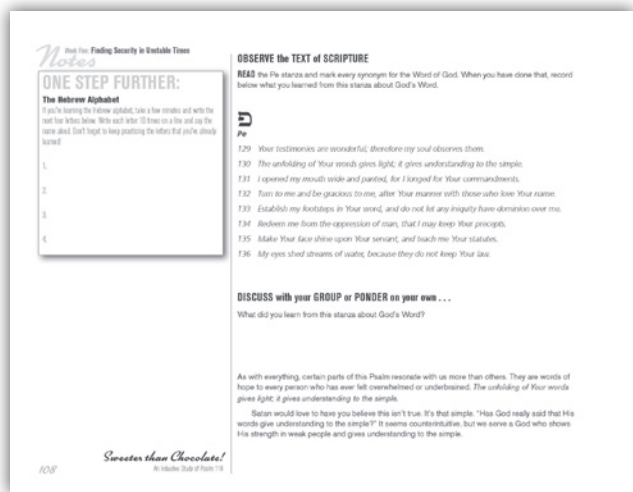 Notes
Week Five: Finding Security in Unstable Times
ONE STEP FURTHER:
The Hebrew Alphabet
If you're learning the Hebrew alphabet, take a few minutes and write the
next four letters below. Write each letter 10 times on a line and say the
name aloud. Don't forget to keep practicing the letters that you've already
learned!
1.
2.
3.
4.
OBSERVE the TEXT of SCRIPTURE
READ the Pe stanza and mark every synonym for the Word of God. When you have done that, record
below what you learned from this stanza about God's Word.
פ
Pe
129 Your testimonies are wonderful; therefore my soul observes them.
130 The unfolding of Your words gives light; it gives understanding to the simple.
131 I opened my mouth wide and panted, for I longed for Your commandments.
132 Turn to me and be gracious to me, after Your manner with those who love Your name.
133 Establish my footsteps in Your word, and do not let any iniquity have dominion over me.
134 Redeem me from the oppression of man, that I may keep Your precepts.
135 Make Your face shine upon Your servant, and teach me Your statutes.
136 My eyes shed streams of water, because they do not keep Your law.
DISCUSS with your GROUP or PONDER on your own . . .
What did you learn from this stanza about God's Word?
As with everything, certain parts of this Psalm resonate with us more than others. They are words of
hope to every person who has ever felt overwhelmed or underbrained. The unfolding of Your words
gives light; it gives understanding to the simple.
Satan would love to have you believe this isn't true. It's that simple. "Has God really said that His
words give understanding to the simple?" It seems counterintuitive, but we serve a God who shows
His strength in weak people and gives understanding to the simple.
Sweeter than Chocolate!
An Inductive Study of Psalm 119
108